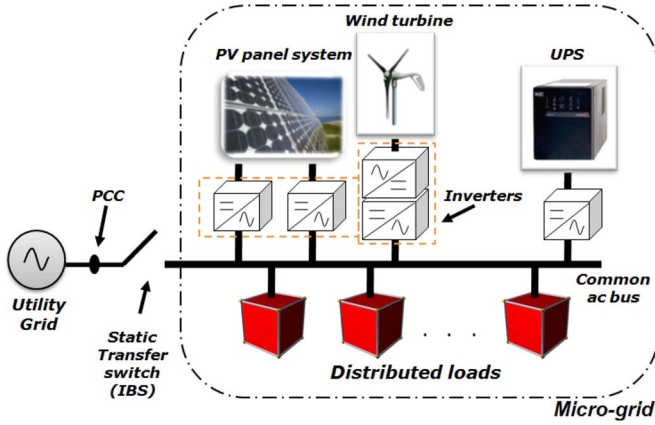 Wind turbine
PV panel system
UPS
PCC
Inverters
Utility
Grid
Static
Transfer
switch
(IBS)
Common
ac bus
. . .
Distributed loads
Micro-grid